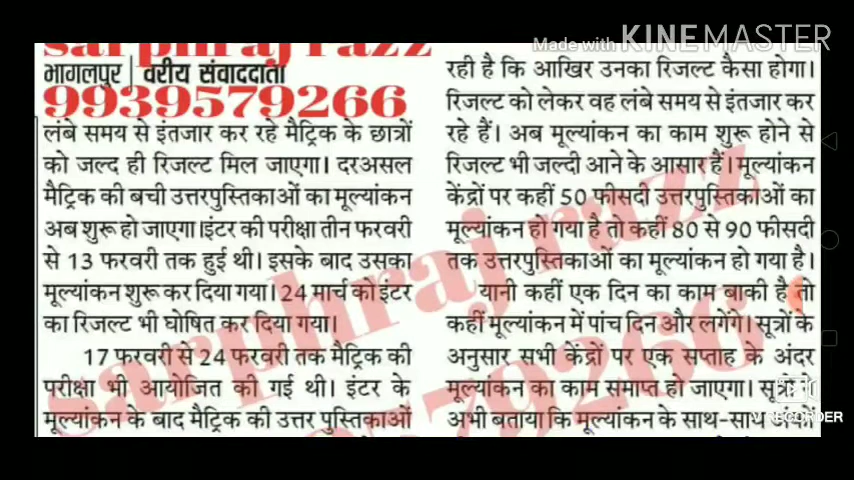 Made with KINEMASTER
sarphraj razz
भागलपुर | वरीय संवाददाता
9939579266
लंबे समय से इंतजार कर रहे मैट्रिक के छात्रों
को जल्द ही रिजल्ट मिल जाएगा। दरअसल
मैट्रिक की बची उत्तरपुस्तिकाओं का मूल्यांकन
अब शुरू हो जाएगा।इंटर की परीक्षा तीन फरवरी
से 13 फरवरी तक हुई थी। इसके बाद उसका
मूल्यांकन शुरू कर दिया गया। 24 मार्च को इंटर
का रिजल्ट भी घोषित कर दिया गया।
17 फरवरी से 24 फरवरी तक मैट्रिक की
परीक्षा भी आयोजित की गई थी। इंटर के
मूल्यांकन के बाद मैट्रिक की उत्तर पुस्तिकाओं
रही है कि आखिर उनका रिजल्ट कैसा होगा।
रिजल्ट को लेकर वह लंबे समय से इंतजार कर
रहे हैं। अब मूल्यांकन का काम शुरू होने से
रिजल्ट भी जल्दी आने के आसार हैं। मूल्यांकन
केंद्रों पर कहीं 50 फीसदी उत्तरपुस्तिकाओं का
मूल्यांकन हो गया है तो कहीं 80 से 90 फीसदी
तक उत्तरपुस्तिकाओं का मूल्यांकन हो गया है।
यानी कहीं एक दिन का काम बाकी है तो
कहीं मूल्यांकन में पांच दिन और लगेंगे। सूत्रों के
अनुसार सभी केंद्रों पर एक सप्ताह के अंदर
मूल्यांकन का काम समाप्त हो जाएगा। सूत्रों ने
अभी बताया कि मूल्यांकन के साथ-साथ अंकों
sarphraj razz
RECORDER